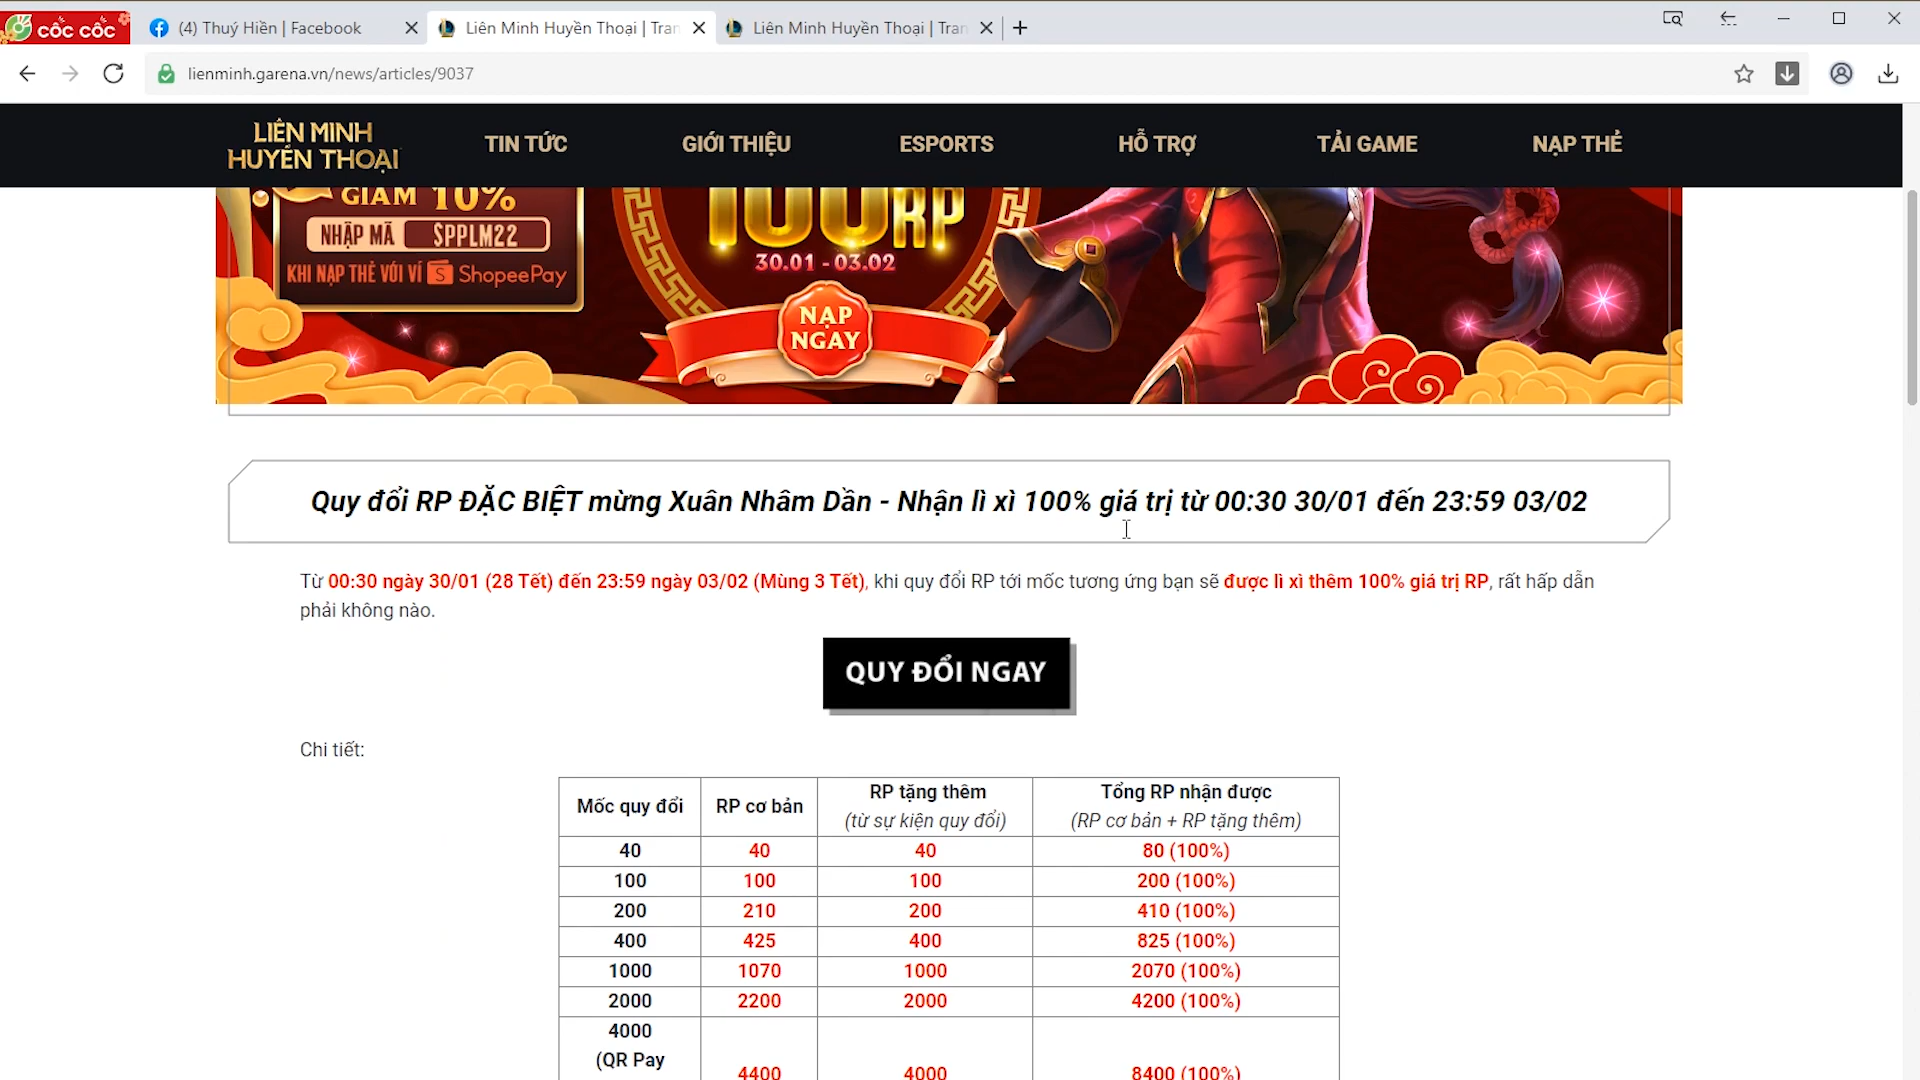 cốc cốc
(4) Thuý Hiền | Facebook
Liên Minh Huyền Thoại | Tran
Liên Minh Huyền Thoại | Tran
lienminh.garena.vn/news/articles/9037
LIÊN MINH
HUYỀN THOẠI
TIN TỨC
GIỚI THIỆU
ESPORTS
HỖ TRỢ
TẢI GAME
NẠP THẺ
GIẢM 10%
NHẬP MÃ SPPLM22
KHI NẠP THẺ VỚI VÍ S ShopeePay
100RP
30.01 - 03.02
NẠP
NGAY
Quy đổi RP ĐẶC BIỆT mừng Xuân Nhâm Dần - Nhận lì xì 100% giá trị từ 00:30 30/01 đến 23:59 03/02
Từ 00:30 ngày 30/01 (28 Tết) đến 23:59 ngày 03/02 (Mùng 3 Tết), khi quy đổi RP tới mốc tương ứng bạn sẽ được lì xì thêm 100% giá trị RP, rất hấp dẫn
phải không nào.
QUY ĐỔI NGAY
Chi tiết:
Mốc quy đổi RP cơ bản RP tặng thêm (từ sự kiện quy đổi) Tổng RP nhận được (RP cơ bản + RP tặng thêm)
40 40 40 80 (100%)
100 100 100 200 (100%)
200 210 200 410 (100%)
400 425 400 825 (100%)
1000 1070 1000 2070 (100%)
2000 2200 2000 4200 (100%)
4000
(QR Pay
4400 4000 8400 (100%)